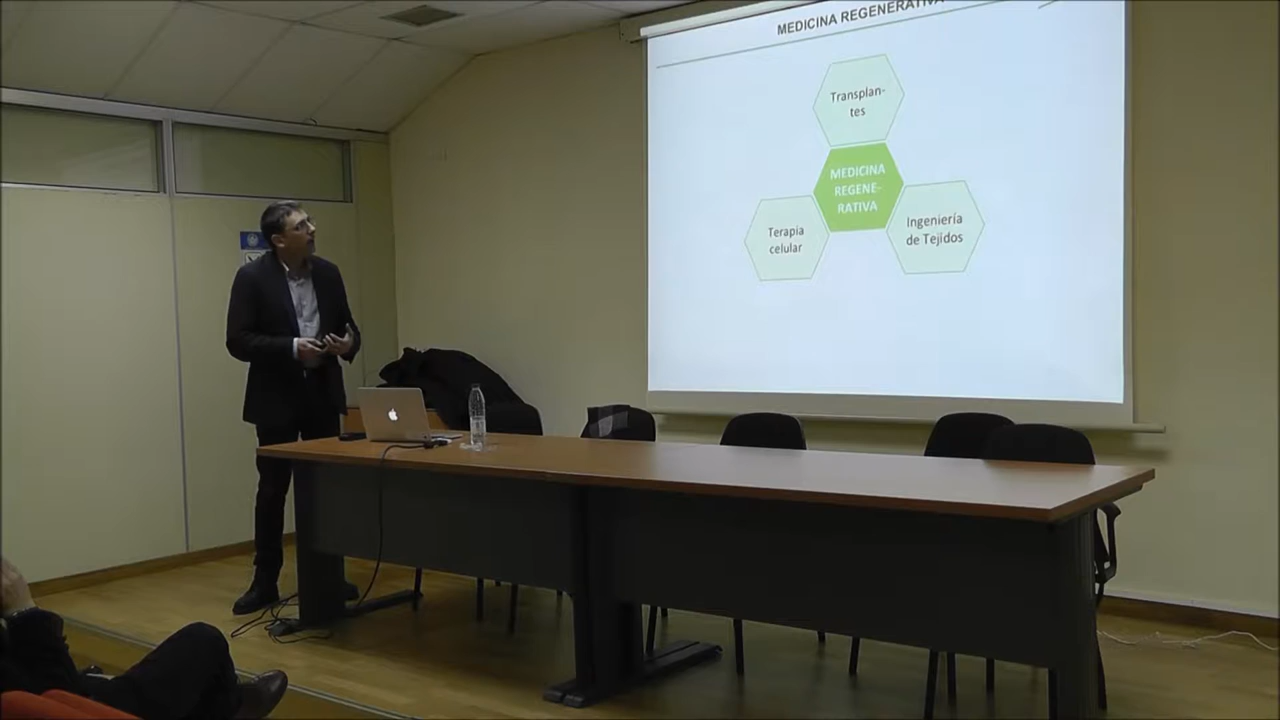 MEDICINA REGENERATIVA
Transplan-
tes
MEDICINA
REGENE-
RATIVA
Terapia
celular
Ingeniería
de Tejidos